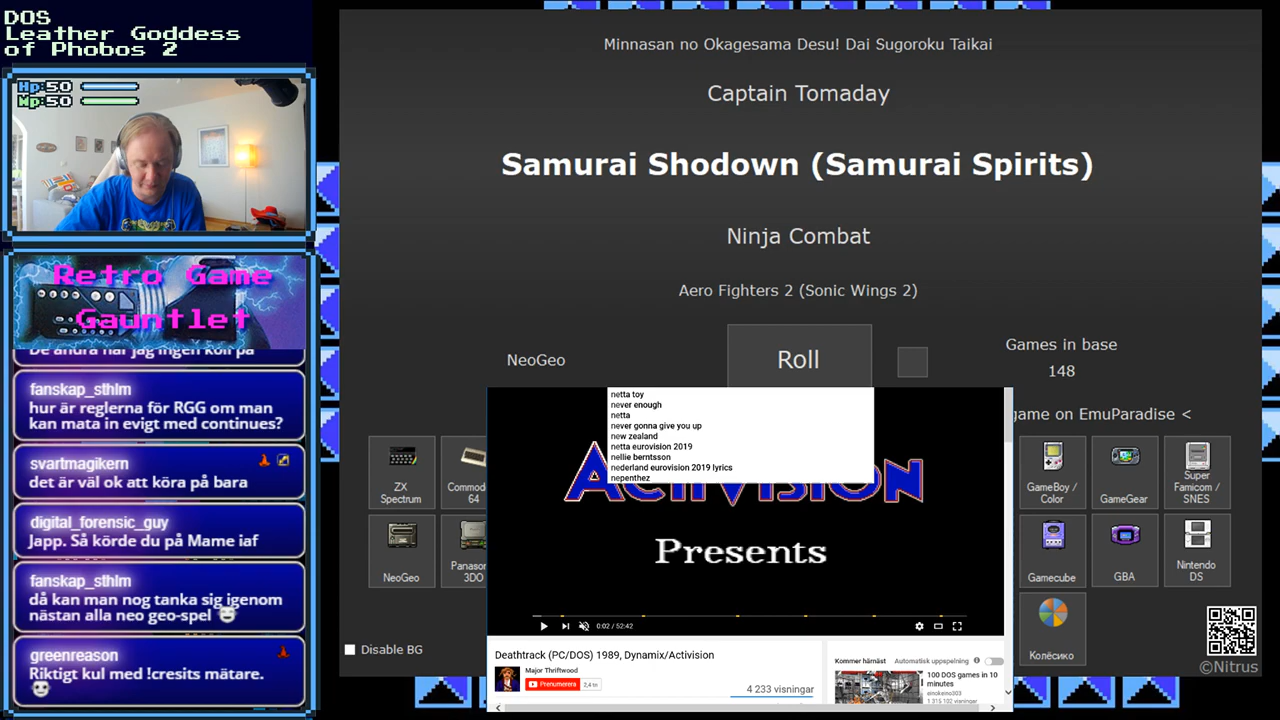 DOS
Leather Goddess
of Phobos 2
Hp:50
Mp:50
Retro Game
Gauntlet
De andra har jag ingen koll på
fanskap_sthlm
hur är reglerna för RGG om man
kan mata in evigt med continues?
svartmagikern
det är väl ok att köra på bara
digital_forensic_guy
Japp. Så körde du på Mame iaf
fanskap_sthlm
då kan man nog tanka sig igenom
nästan alla neo geo-spel
greenreason
Riktigt kul med !cresits mätare.
Minnasan no Okagesama Desu! Dai Sugoroku Taikai
Captain Tomaday
Samurai Shodown (Samurai Spirits)
Ninja Combat
Aero Fighters 2 (Sonic Wings 2)
NeoGeo
Roll
Games in base
148
game on EmuParadise <
ZX
Spectrum
Commod
64
NeoGeo
Panaso
3DO
GameBoy /
Color
GameGear
Super
Famicom /
SNES
Gamecube
GBA
Nintendo
DS
Колёсико
Disable BG
©Nitrus
netta toy
never enough
netta
never gonna give you up
new zealand
netta eurovision 2019
nellie berntsson
nederland eurovision 2019 lyrics
nepenthez
ACTIVISION
Presents
0:02 / 52:42
Deathtrack (PC/DOS) 1989, Dynamix/Activision
Major Thriftwood
Prenumerera
2,4 tn
4 233 visningar
Kommer härnäst
Automatisk uppspelning
100 DOS games in 10
minutes
einokeino303
1 316 102 visningar